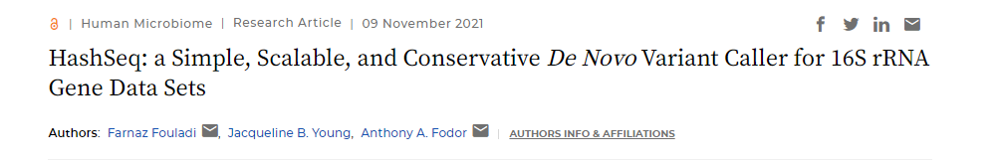 | Human Microbiome | Research Article | 09 November 2021
HashSeq: a Simple, Scalable, and Conservative De Novo Variant Caller for 16S rRNA
Gene Data Sets
Authors: Farnaz Fouladi, Jacqueline B. Young, Anthony A. Fodor | AUTHORS INFO & AFFILIATIONS